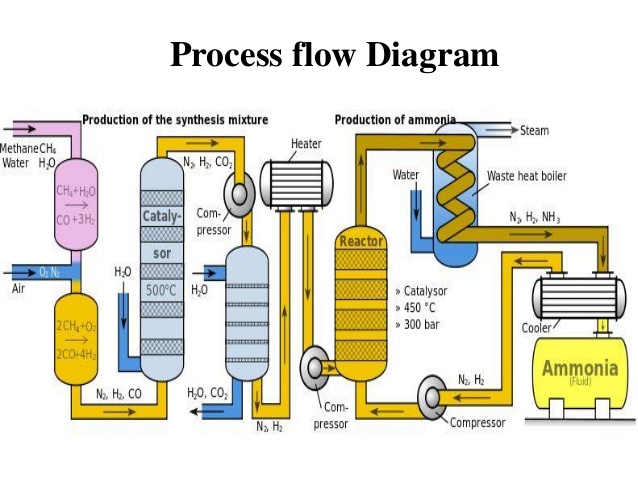 Process flow Diagram
Production of the synthesis mixture
Production of ammonia
MethaneCH₄
Water H₂O
CH₄+H₂O
CO+3H₂
O₂ N₂
Air
2CH₄+O₂
2CO+4H₂
N₂, H₂, CO
H₂O
Cataly-
sor
500°C
N₂, H₂, CO₂
Com-
pressor
H₂O
H₂O, CO₂
N₂, H₂
Heater
Com-
pressor
Reactor
» Catalysor
» 450 °C
» 300 bar
Water
Steam
Waste heat boiler
N₂, H₂, NH₃
Cooler
Ammonia
(Fluid)
N₂, H₂
Compressor